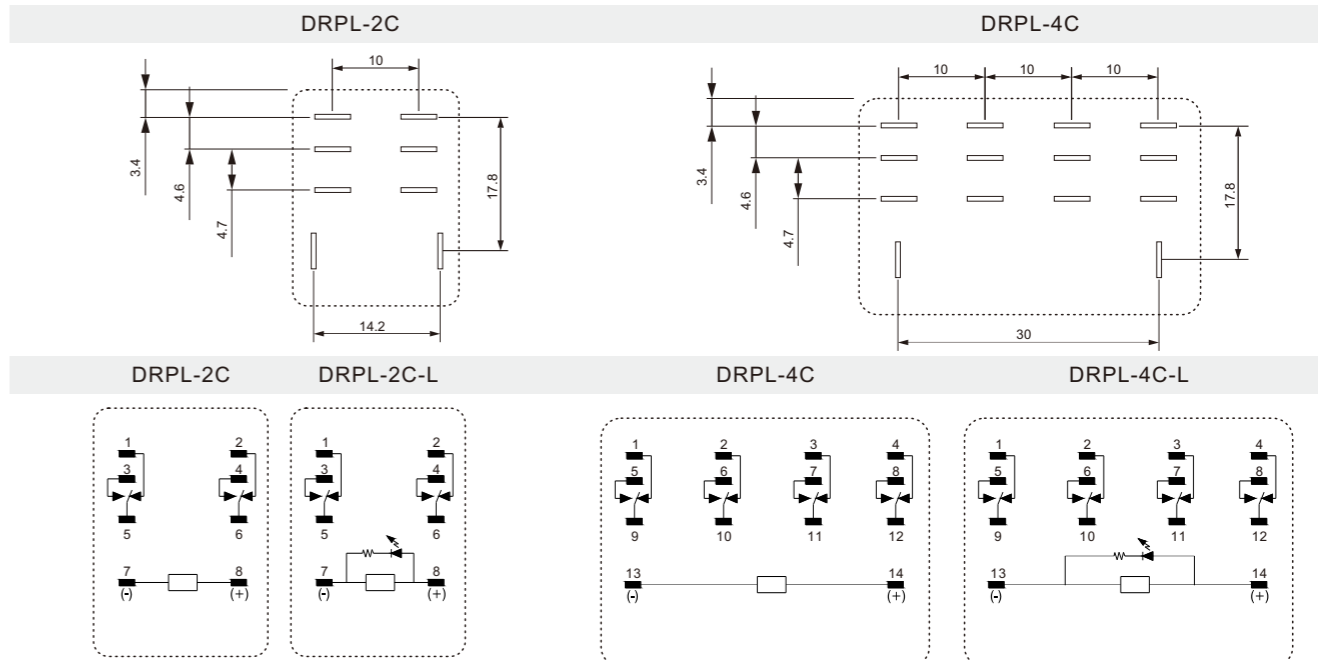 DRPL-2C DRPL-4C
10 10 10 10
3.4 4.6 4.7 17.8 3.4 4.6 4.7 17.8
14.2 30
DRPL-2C DRPL-2C-L DRPL-4C DRPL-4C-L
1 2 1 2 1 2 3 4 1 2 3 4
3 4 3 4 5 6 7 8 5 6 7 8
5 6 5 6 9 10 11 12 9 10 11 12
7 8 7 8 13 14 13 14
(-) (+) (-) (+) (-) (+) (-) (+)